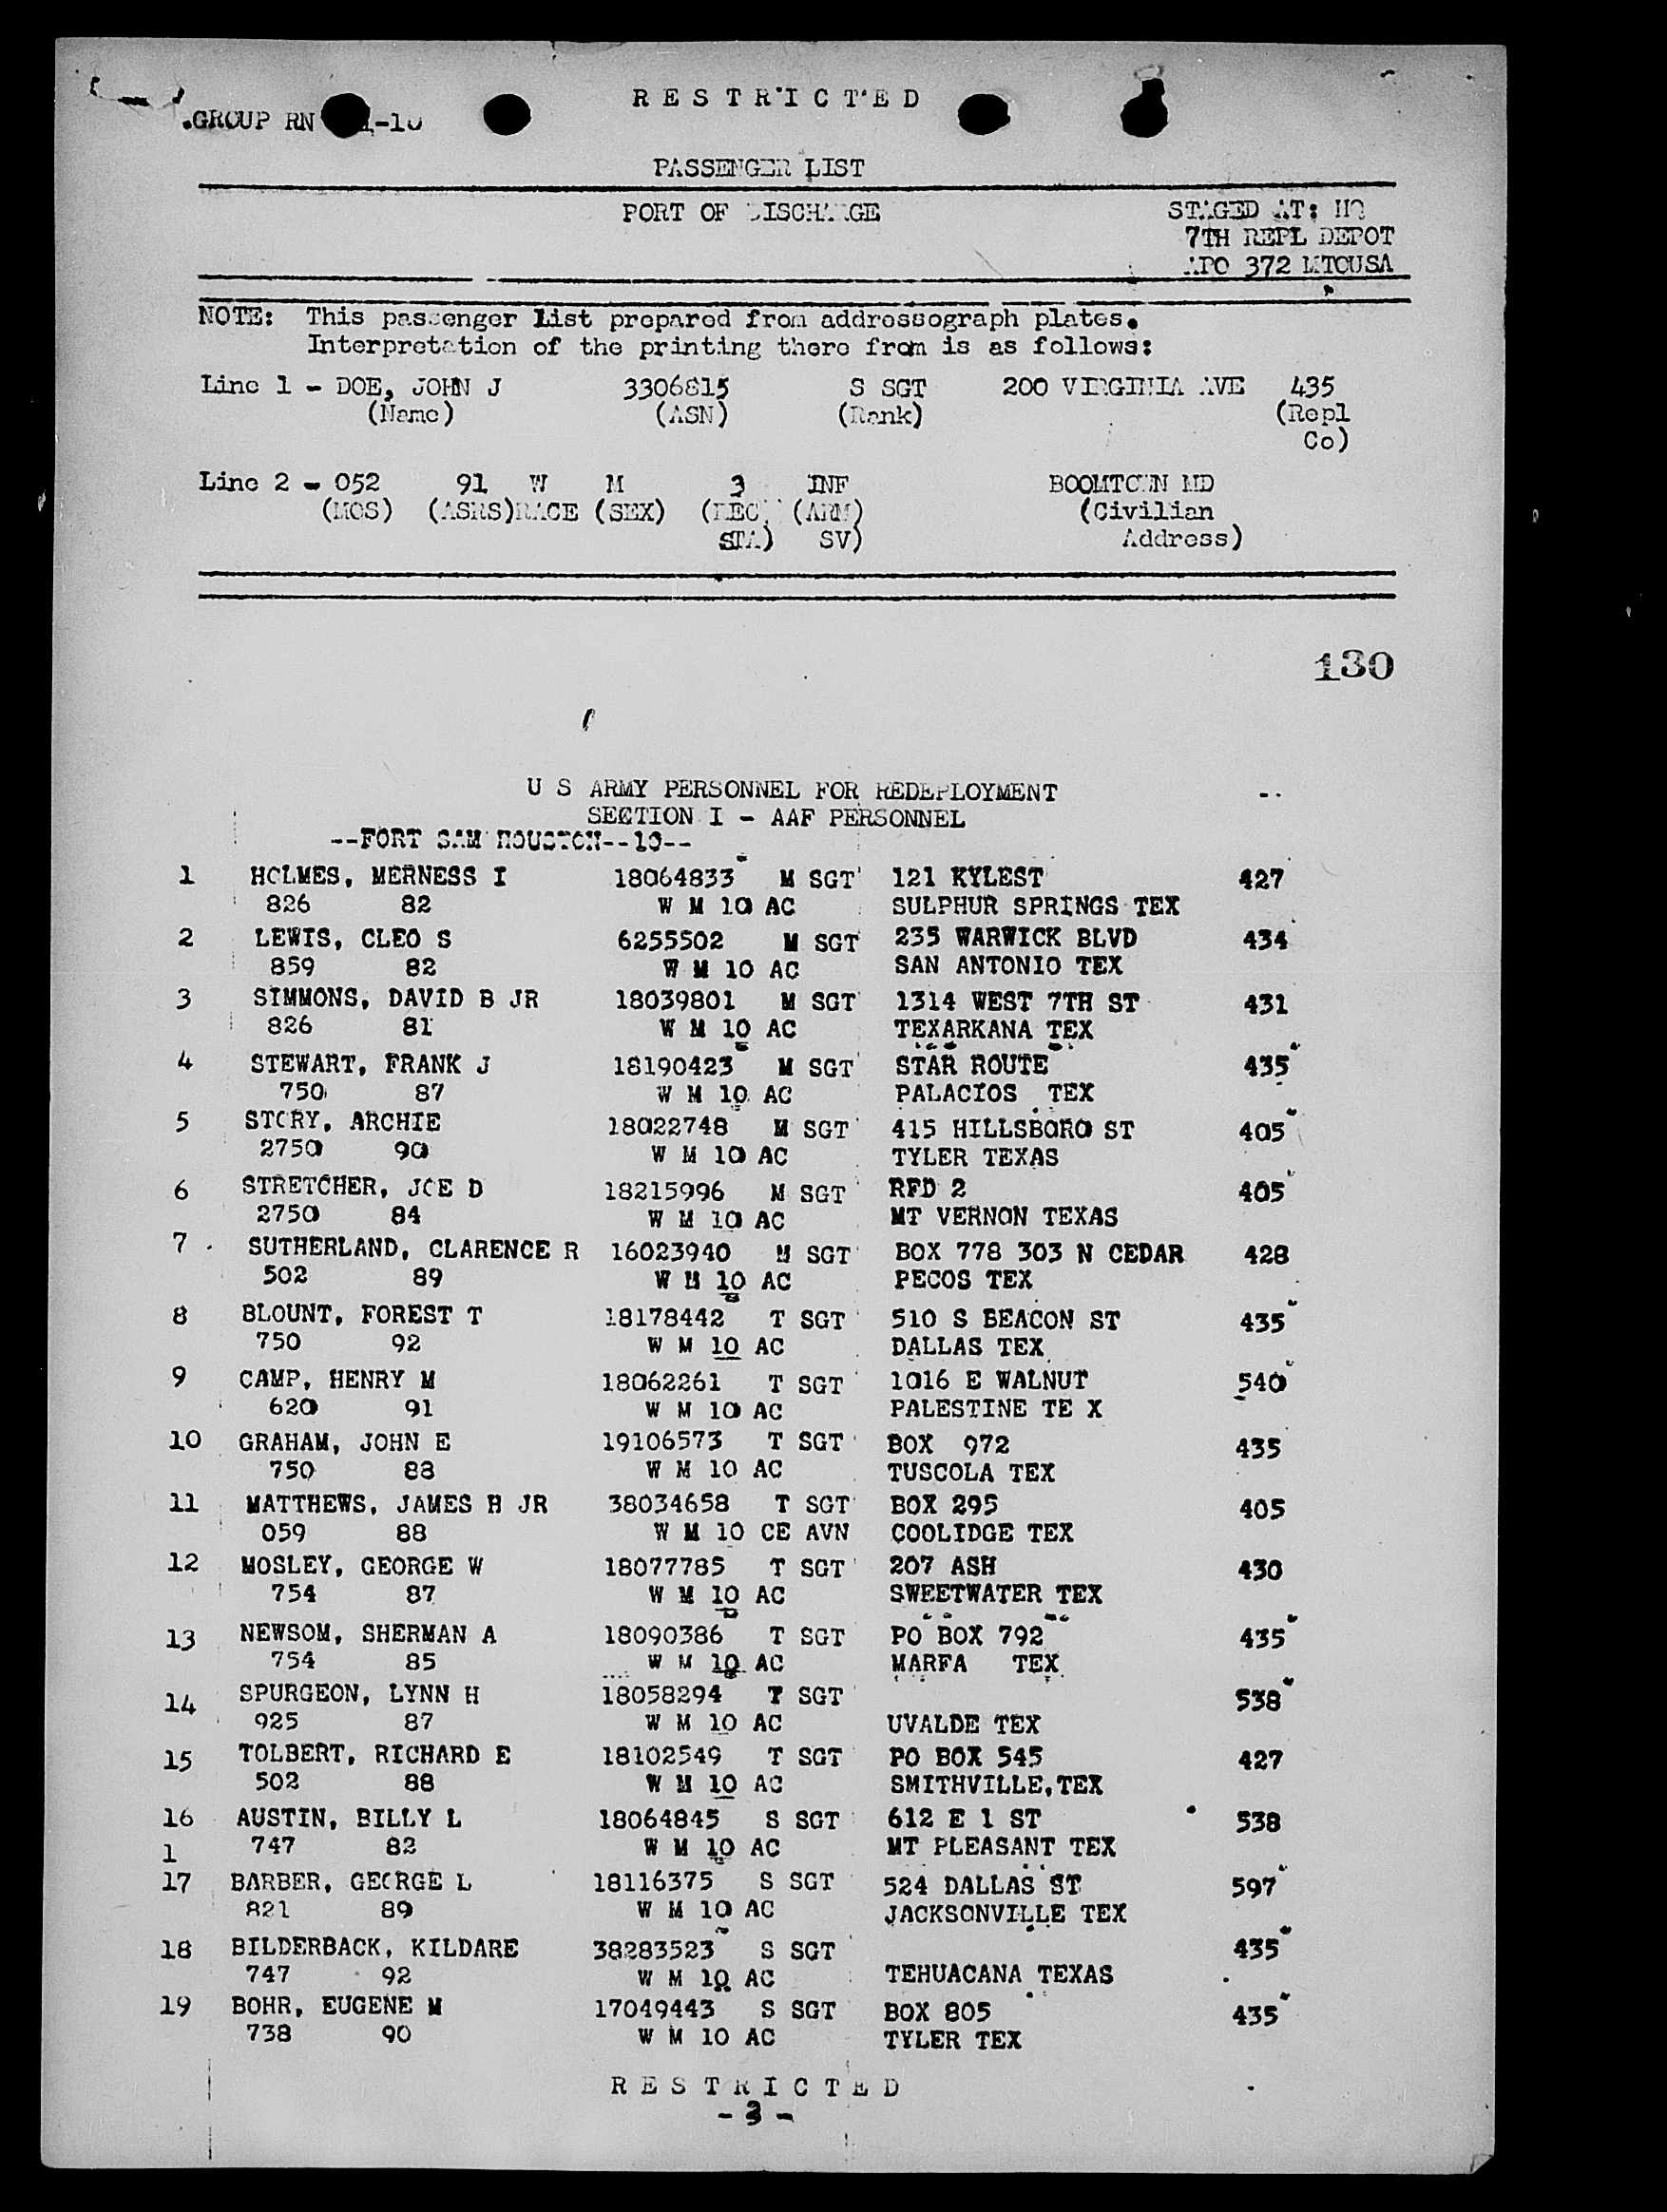 R E S T R I C T E D
GROUP RN
PASSENGER LIST
PORT OF DISCHARGE STAGED AT: HQ
7TH REPL DEPOT
APO 372 MTOUSA
NOTE: This passenger list prepared from addressograph plates.
Interpretation of the printing there from is as follows:
Line 1 - DOE, JOHN J 3306815 S SGT 200 VIRGINIA AVE 435
(Name) (ASN) (Rank) (Repl
Co)
Line 2 - 052 91 W M 3 INF BOOMTOWN MD
(MOS) (ASRS)RACE (SEX) (REC (ARM) (Civilian
STA) SV) Address)
130
U S ARMY PERSONNEL FOR REDEPLOYMENT
SECTION I - AAF PERSONNEL
--FORT SAM HOUSTON--10--
1 HOLMES, MERNESS I 18064833 M SGT 121 KYLEST 427
826 82 W M 10 AC SULPHUR SPRINGS TEX
2 LEWIS, CLEO S 6255502 M SGT 235 WARWICK BLVD 434
859 82 W M 10 AC SAN ANTONIO TEX
3 SIMMONS, DAVID B JR 18039801 M SGT 1314 WEST 7TH ST 431
826 81 W M 10 AC TEXARKANA TEX
4 STEWART, FRANK J 18190423 M SGT STAR ROUTE 435
750 87 W M 10 AC PALACIOS TEX
5 STORY, ARCHIE 18022748 M SGT 415 HILLSBORO ST 405
2750 90 W M 10 AC TYLER TEXAS
6 STRETCHER, JOE D 18215996 M SGT RFD 2 405
2750 84 W M 10 AC MT VERNON TEXAS
7 SUTHERLAND, CLARENCE R 16023940 M SGT BOX 778 303 N CEDAR 428
502 89 W M 10 AC PECOS TEX
8 BLOUNT, FOREST T 18178442 T SGT 510 S BEACON ST 435
750 92 W M 10 AC DALLAS TEX
9 CAMP, HENRY M 18062261 T SGT 1016 E WALNUT 540
620 91 W M 10 AC PALESTINE TE X
10 GRAHAM, JOHN E 19106573 T SGT BOX 972 435
750 88 W M 10 AC TUSCOLA TEX
11 MATTHEWS, JAMES H JR 38034658 T SGT BOX 295 405
059 88 W M 10 CE AVN COOLIDGE TEX
12 MOSLEY, GEORGE W 18077785 T SGT 207 ASH 430
754 87 W M 10 AC SWEETWATER TEX
13 NEWSOM, SHERMAN A 18090386 T SGT PO BOX 792 435
754 85 W M 10 AC MARFA TEX
14 SPURGEON, LYNN H 18058294 T SGT 538
925 87 W M 10 AC UVALDE TEX
15 TOLBERT, RICHARD E 18102549 T SGT PO BOX 545 427
502 88 W M 10 AC SMITHVILLE,TEX
16 AUSTIN, BILLY L 18064845 S SGT 612 E 1 ST 538
1 747 82 W M 10 AC MT PLEASANT TEX
17 BARBER, GEORGE L 18116375 S SGT 524 DALLAS ST 597
821 89 W M 10 AC JACKSONVILLE TEX
18 BILDERBACK, KILDARE 38283523 S SGT 435
747 92 W M 10 AC TEHUACANA TEXAS
19 BOHR, EUGENE M 17049443 S SGT BOX 805 435
738 90 W M 10 AC TYLER TEX
R E S T R I C T E D
- 3 -